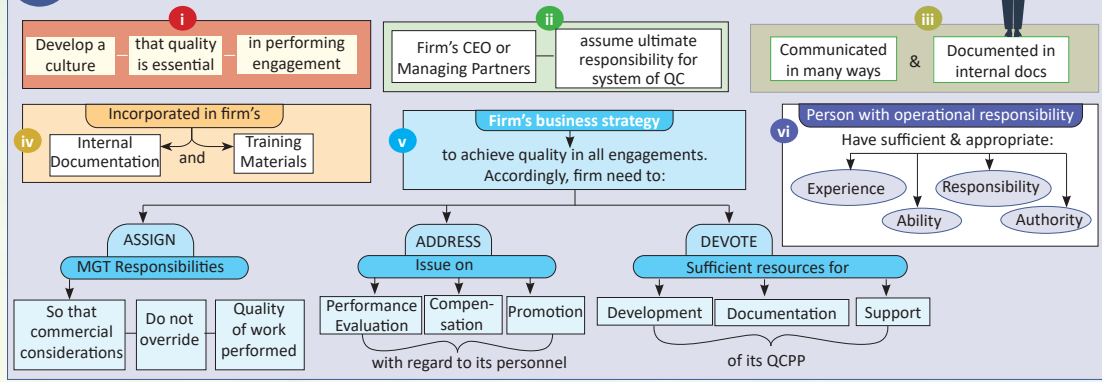 i
Develop a
culture
that quality
is essential
in performing
engagement
ii
Firm's CEO or
Managing Partners
assume ultimate
responsibility for
system of QC
iii
Communicated
in many ways
&
Documented in
internal docs
iv
Incorporated in firm's
Internal
Documentation
and
Training
Materials
v
Firm's business strategy
to achieve quality in all engagements.
Accordingly, firm need to:
vi
Person with operational responsibility
Have sufficient & appropriate:
Experience
Ability
Responsibility
Authority
ASSIGN
MGT Responsibilities
So that
commercial
considerations
Do not
override
Quality
of work
performed
ADDRESS
Issue on
Performance
Evaluation
Compen-
sation
Promotion
with regard to its personnel
DEVOTE
Sufficient resources for
Development
Documentation
Support
of its QCPP